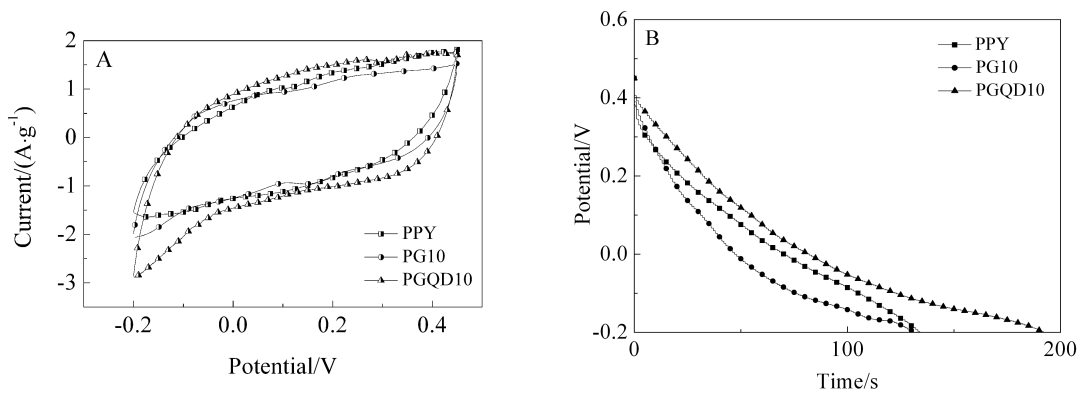 A
2
1
0
-1
-2
-3
Current/(A·g⁻¹)
PPY
PG10
PGQD10
-0.2
0.0
0.2
0.4
Potential/V
B
0.6
0.4
0.2
0.0
-0.2
Potential/V
PPY
PG10
PGQD10
0
100
200
Time/s